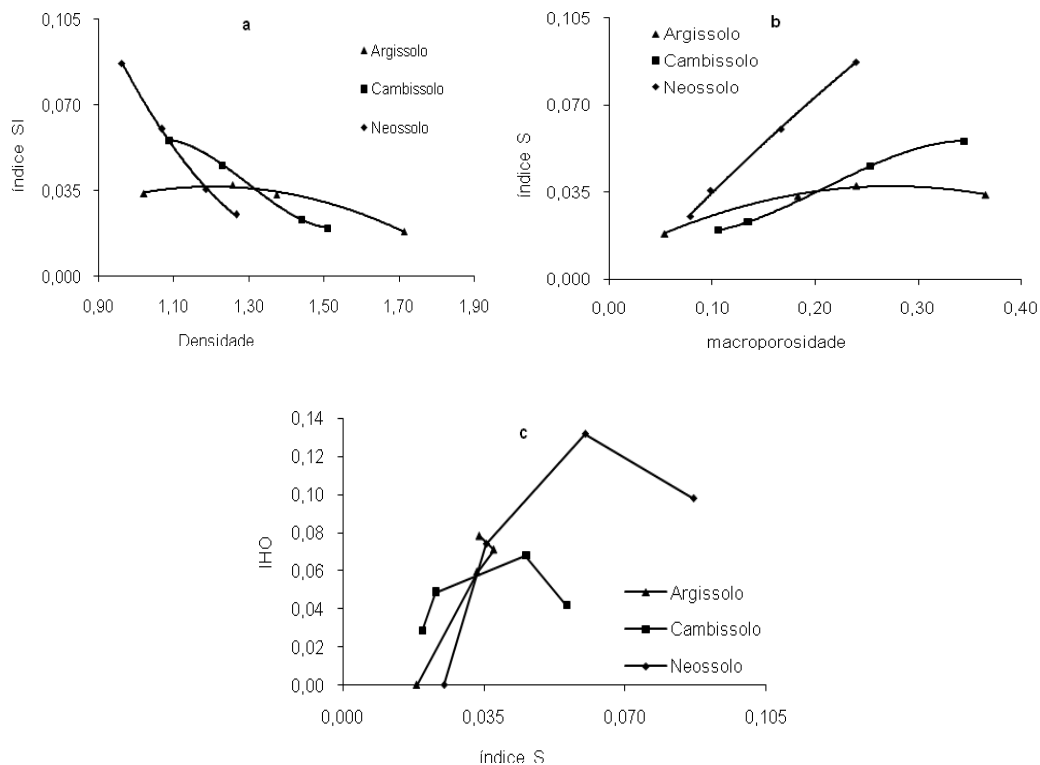 a
0,105
0,070
0,035
0,000
índice SI
0,90 1,10 1,30 1,50 1,70 1,90
Densidade
Argissolo
Cambissolo
Neossolo
b
0,105
0,070
0,035
0,000
índice S
0,00 0,10 0,20 0,30 0,40
macroporosidade
Argissolo
Cambissolo
Neossolo
c
0,14
0,12
0,10
0,08
0,06
0,04
0,02
0,00
IHO
0,000 0,035 0,070 0,105
índice S
Argissolo
Cambissolo
Neossolo